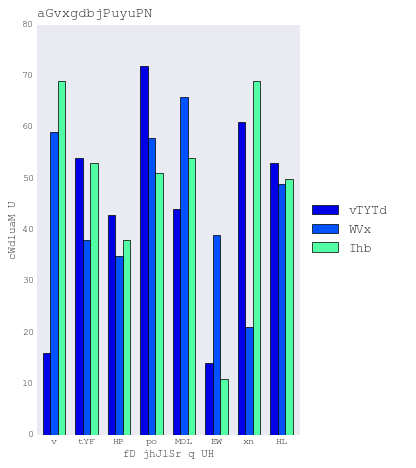 aGvxgdbjPuyuPN
80
70
60
50
40
30
20
10
0
cWdluaM U
v tYF HP po MOL EW xn HL
fD jhJlSr q UH
vTYTd
WVx
Ihb